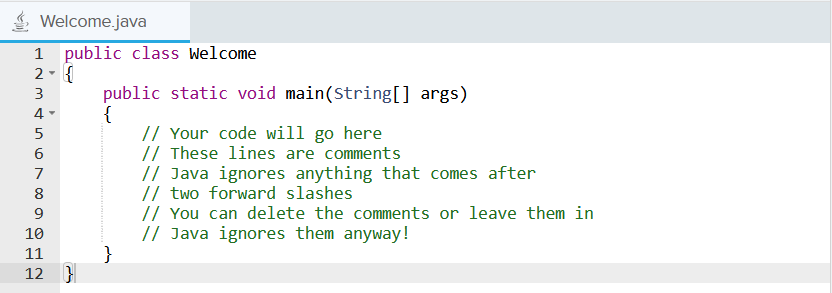 Welcome.java
1 public class Welcome
2 {
3     public static void main(String[] args)
4     {
5         // Your code will go here
6         // These lines are comments
7         // Java ignores anything that comes after
8         // two forward slashes
9         // You can delete the comments or leave them in
10         // Java ignores them anyway!
11     }
12 }